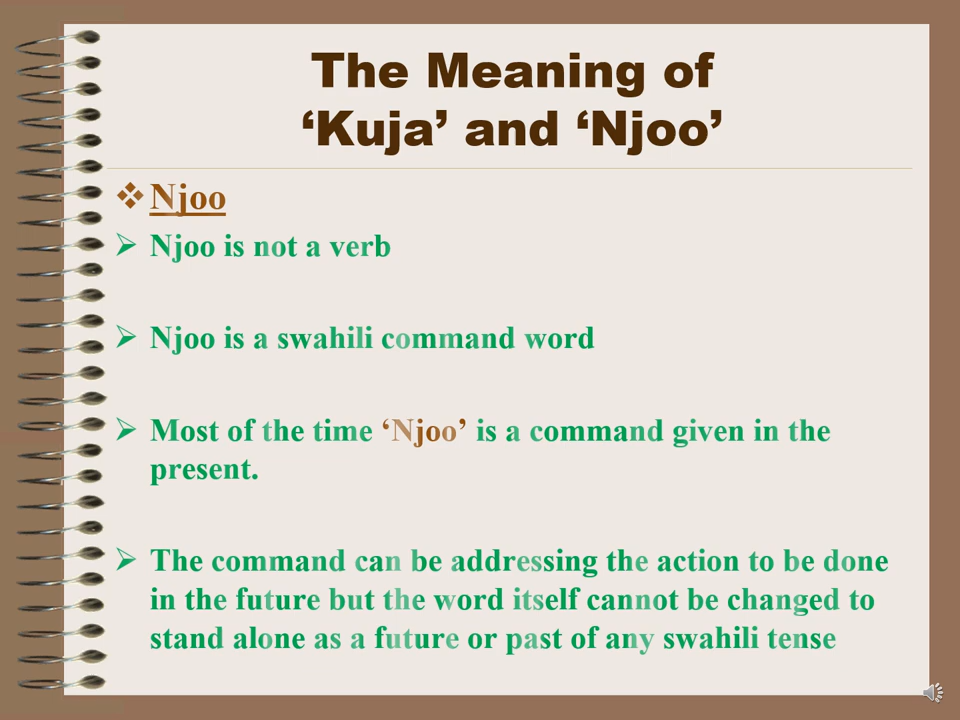 The Meaning of
‘Kuja’ and ‘Njoo’
Njoo
Njoo is not a verb
Njoo is a swahili command word
Most of the time ‘Njoo’ is a command given in the
present.
The command can be addressing the action to be done
in the future but the word itself cannot be changed to
stand alone as a future or past of any swahili tense